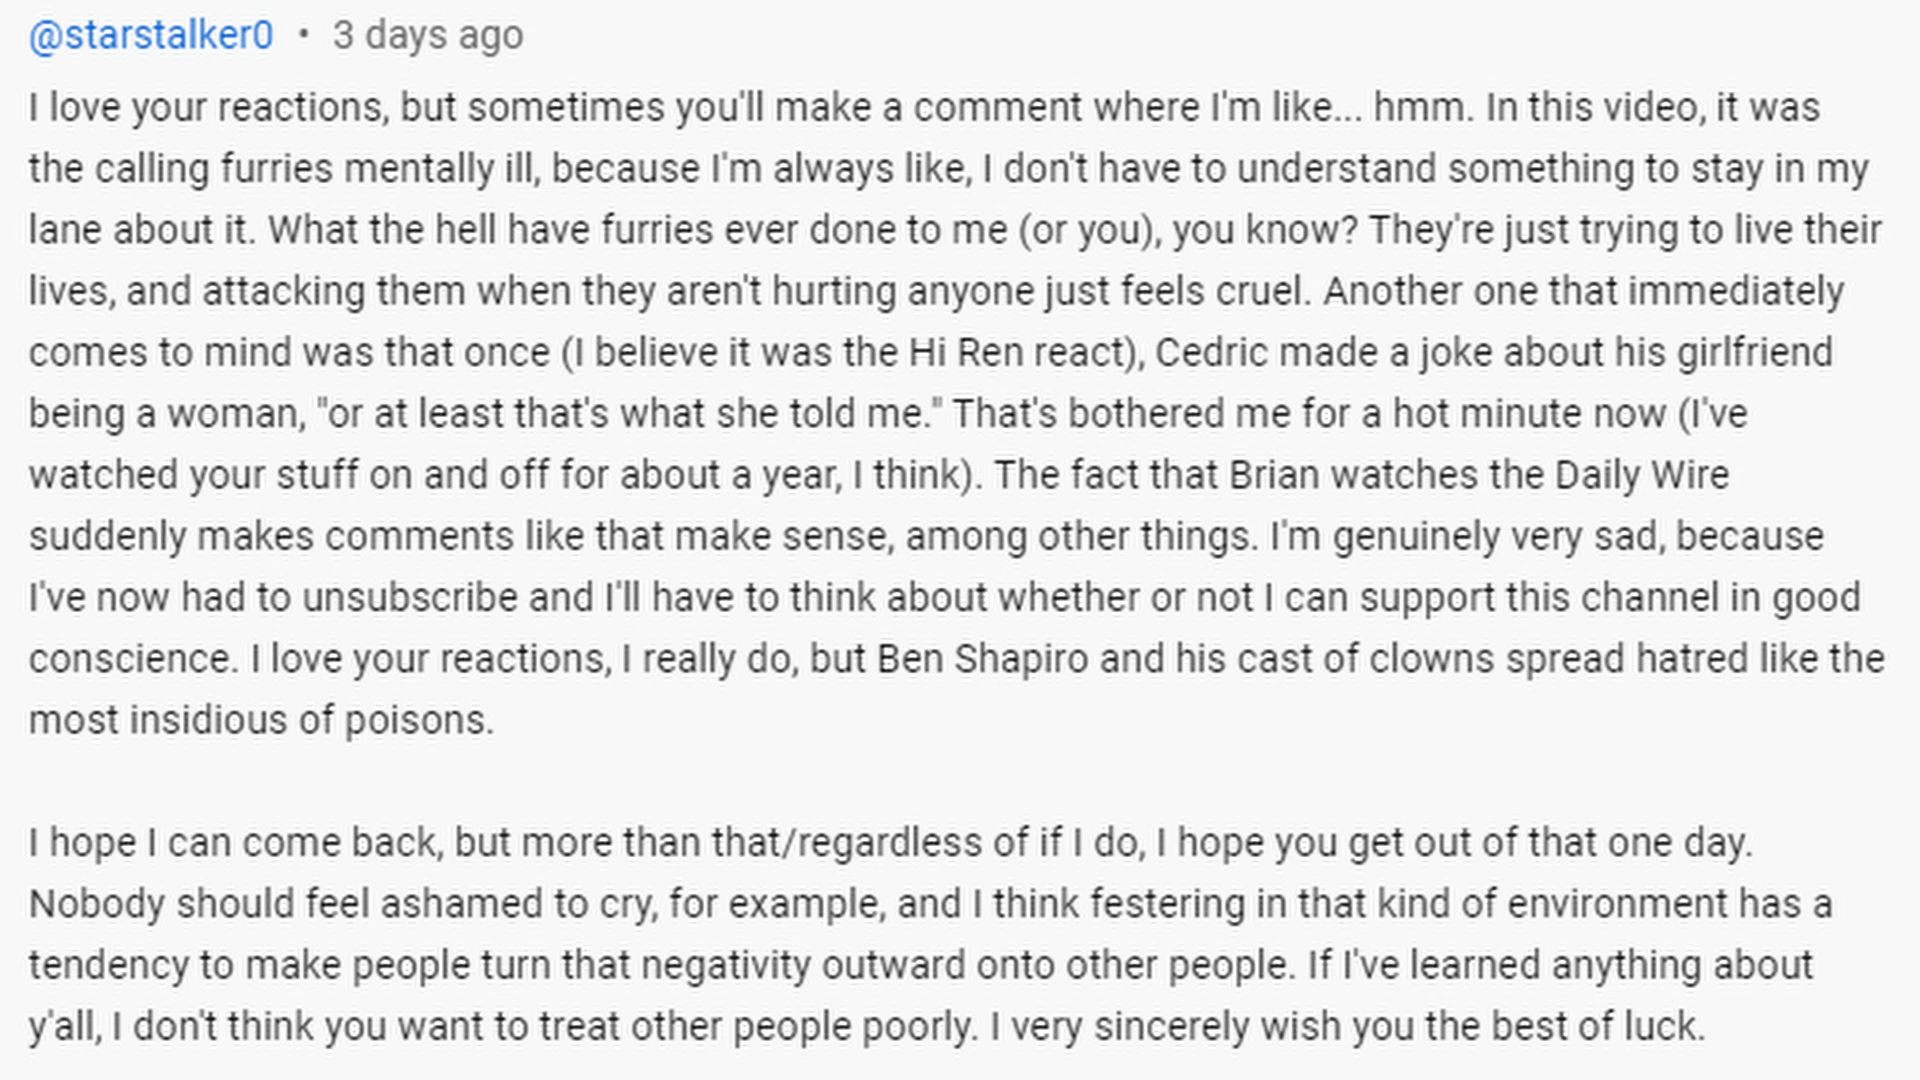 @starstalker0 • 3 days ago
I love your reactions, but sometimes you'll make a comment where I'm like... hmm. In this video, it was
the calling furries mentally ill, because I'm always like, I don't have to understand something to stay in my
lane about it. What the hell have furries ever done to me (or you), you know? They're just trying to live their
lives, and attacking them when they aren't hurting anyone just feels cruel. Another one that immediately
comes to mind was that once (I believe it was the Hi Ren react), Cedric made a joke about his girlfriend
being a woman, "or at least that's what she told me." That's bothered me for a hot minute now (I've
watched your stuff on and off for about a year, I think). The fact that Brian watches the Daily Wire
suddenly makes comments like that make sense, among other things. I'm genuinely very sad, because
I've now had to unsubscribe and I'll have to think about whether or not I can support this channel in good
conscience. I love your reactions, I really do, but Ben Shapiro and his cast of clowns spread hatred like the
most insidious of poisons.
I hope I can come back, but more than that/regardless of if I do, I hope you get out of that one day.
Nobody should feel ashamed to cry, for example, and I think festering in that kind of environment has a
tendency to make people turn that negativity outward onto other people. If I've learned anything about
y'all, I don't think you want to treat other people poorly. I very sincerely wish you the best of luck.